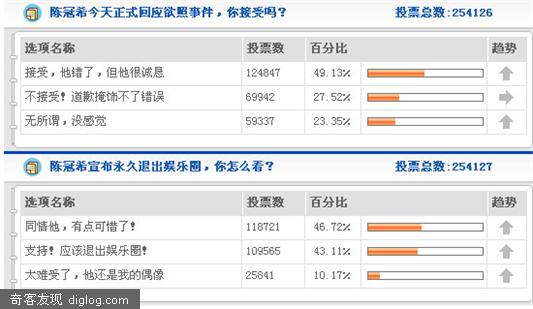 陈冠希今天正式回应欲照事件，你接受吗？ 投票总数:254126
选项名称 投票数 百分比 趋势
接受，他错了，但他很诚恳 124847 49.13%
不接受！道歉掩饰不了错误 69942 27.52%
无所谓，没感觉 59337 23.35%
陈冠希宣布永久退出娱乐圈，你怎么看？ 投票总数:254127
选项名称 投票数 百分比 趋势
同情他，有点可惜了！ 118721 46.72%
支持！应该退出娱乐圈！ 109565 43.11%
太难受了，他还是我的偶像 25841 10.17%
奇客发现 diglog.com